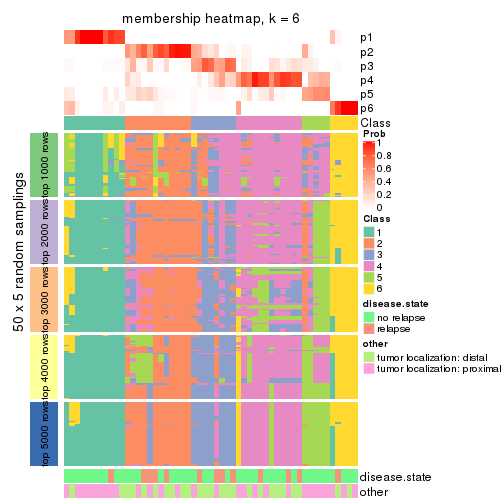 membership heatmap, k = 6
p1
p2
p3
p4
p5
p6
Class
50 x 5 random samplings
top 1000 rows
top 2000 rows
top 3000 rows
top 4000 rows
top 5000 rows
Prob
1
0.8
0.6
0.4
0.2
0
Class
1
2
3
4
5
6
disease.state
no relapse
relapse
other
tumor localization: distal
tumor localization: proximal
disease.state
other